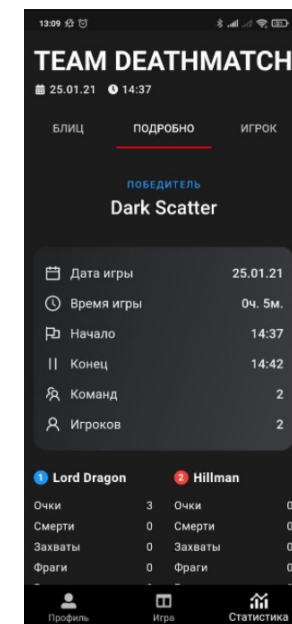 13:09
TEAM DEATHMATCH
25.01.21 14:37
БЛИЦ ПОДРОБНО ИГРОК
ПОБЕДИТЕЛЬ
Dark Scatter
Дата игры 25.01.21
Время игры 0ч. 5м.
Начало 14:37
Конец 14:42
Команд 2
Игроков 2
1 Lord Dragon 2 Hillman
Очки 3 Очки 0
Смерти 0 Смерти 0
Захваты 0 Захваты 0
Фраги 0 Фраги 0
Профиль Игра Статистика